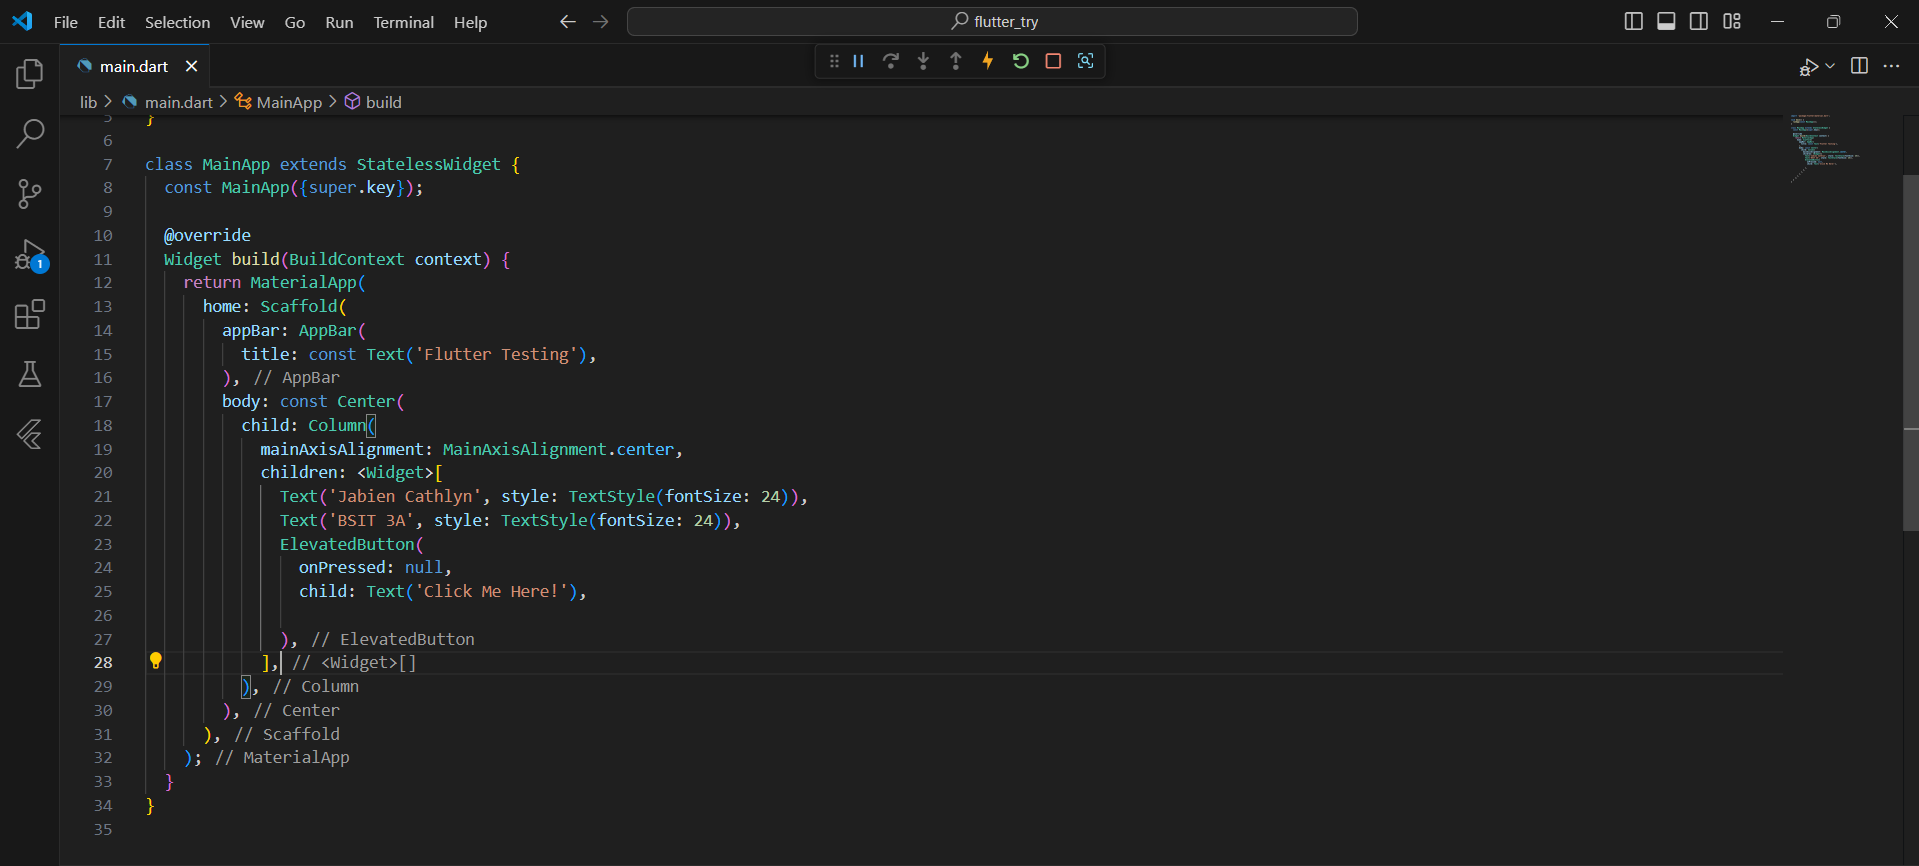 File Edit Selection View Go Run Terminal Help flutter_try
main.dart
lib > main.dart > MainApp > build
5 }
6
7 class MainApp extends StatelessWidget {
8 const MainApp({super.key});
9
10 @override
11 Widget build(BuildContext context) {
12 return MaterialApp(
13 home: Scaffold(
14 appBar: AppBar(
15 title: const Text('Flutter Testing'),
16 ), // AppBar
17 body: const Center(
18 child: Column(
19 mainAxisAlignment: MainAxisAlignment.center,
20 children: <Widget>[
21 Text('Jabien Cathlyn', style: TextStyle(fontSize: 24)),
22 Text('BSIT 3A', style: TextStyle(fontSize: 24)),
23 ElevatedButton(
1
24 onPressed: null,
25 child: Text('Click Me Here!'),
26
27 ), // ElevatedButton
28 ], // <Widget>[]
29 ), // Column
30 ), // Center
31 ), // Scaffold
32 ); // MaterialApp
33 }
34 }
35